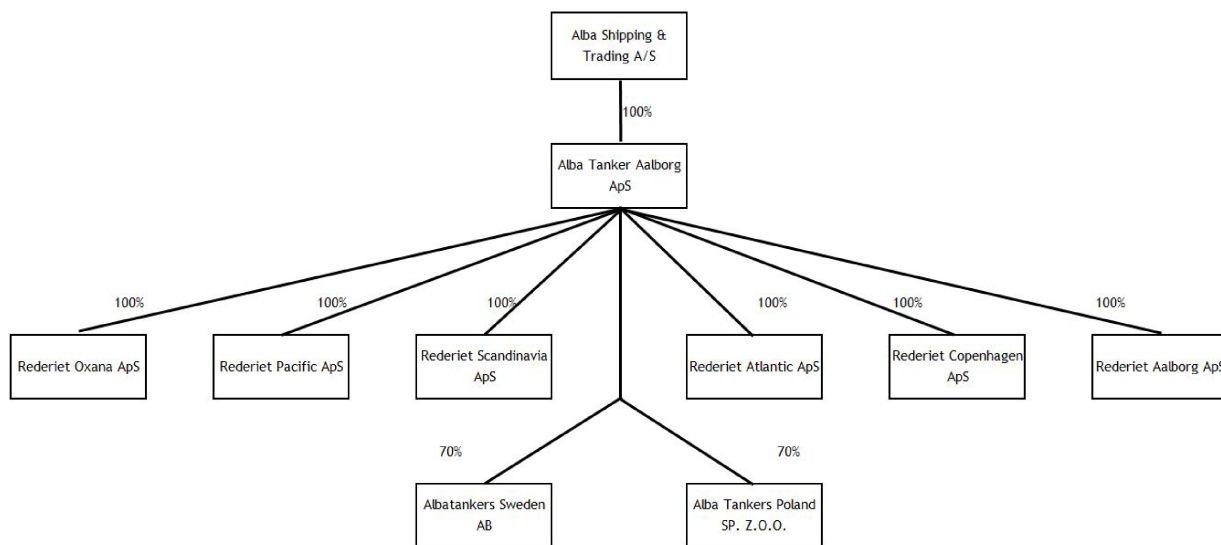 Alba Shipping &
Trading A/S
100%
Alba Tanker Aalborg
ApS
100%
100%
100%
100%
100%
100%
Rederiet Oxana ApS
Rederiet Pacific ApS
Rederiet Scandinavia
ApS
Rederiet Atlantic ApS
Rederiet Copenhagen
ApS
Rederiet Aalborg ApS
70%
70%
Albatankers Sweden
AB
Alba Tankers Poland
SP. Z.O.O.